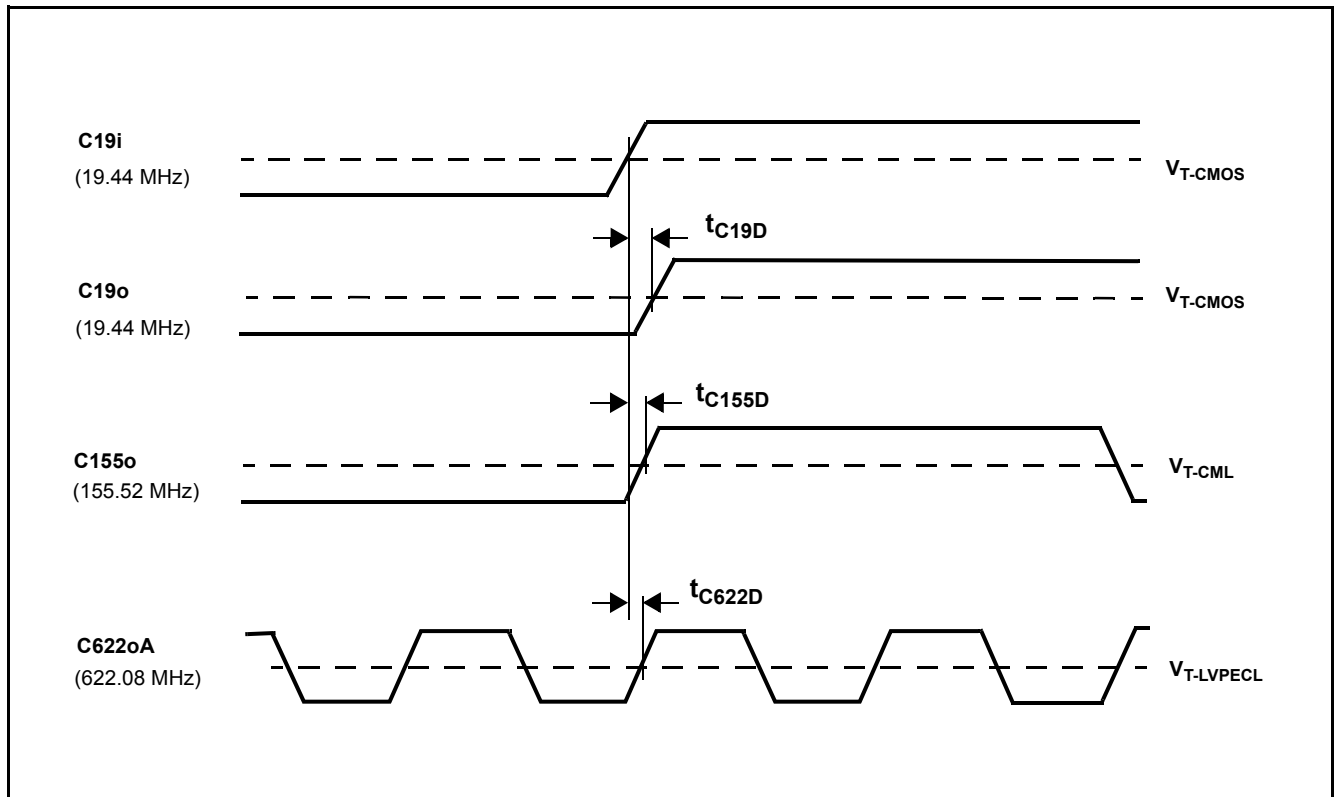 C19i
(19.44 MHz)
VT-CMOS
tC19D
C19o
(19.44 MHz)
VT-CMOS
tC155D
C155o
(155.52 MHz)
VT-CML
tC622D
C622oA
(622.08 MHz)
VT-LVPECL